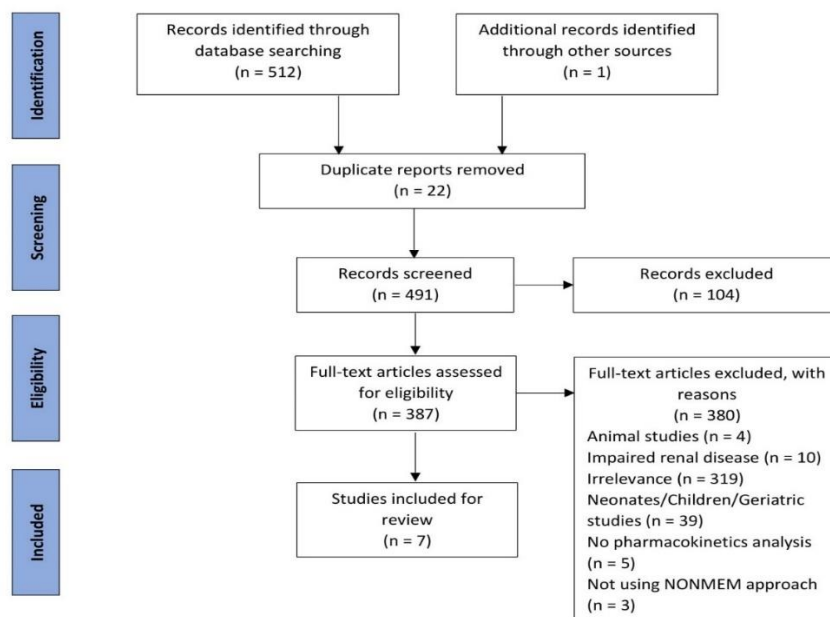 Identification
Records identified through
database searching
(n = 512)
Additional records identified
through other sources
(n = 1)
Duplicate reports removed
(n = 22)
Screening
Records screened
(n = 491)
Records excluded
(n = 104)
Eligibility
Full-text articles assessed
for eligibility
(n = 387)
Full-text articles excluded, with
reasons
(n = 380)
Animal studies (n = 4)
Impaired renal disease (n = 10)
Irrelevance (n = 319)
Neonates/Children/Geriatric
studies (n = 39)
No pharmacokinetics analysis
(n = 5)
Not using NONMEM approach
(n = 3)
Included
Studies included for
review
(n = 7)